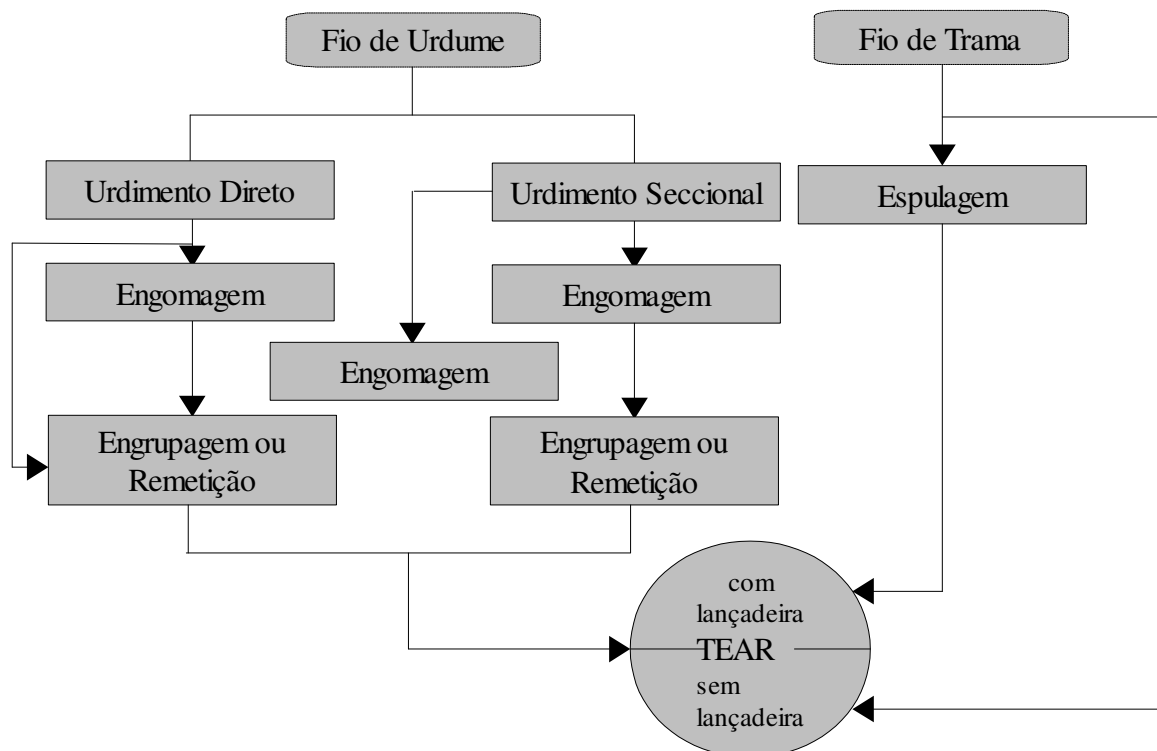 Fio de Urdume
Fio de Trama
Urdimento Direto
Urdimento Seccional
Espulagem
Engomagem
Engomagem
Engomagem
Engrupagem ou
Remetição
Engrupagem ou
Remetição
com
lançadeira
TEAR
sem
lançadeira